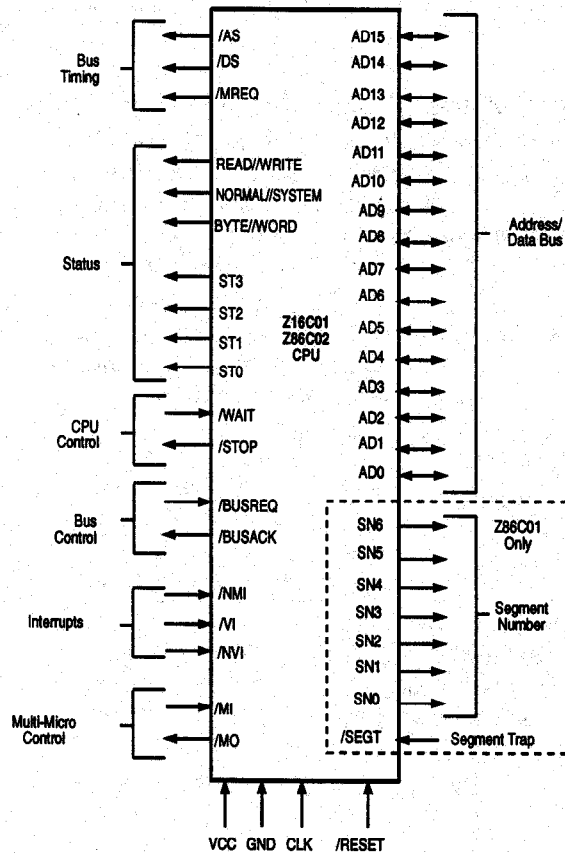 Bus
Timing
/AS
/DS
/MREQ
Status
READ//WRITE
NORMAL//SYSTEM
BYTE//WORD
ST3
ST2
ST1
ST0
CPU
Control
/WAIT
/STOP
Bus
Control
/BUSREQ
/BUSACK
Interrupts
/NMI
/VI
/NVI
Multi-Micro
Control
/MI
/MO
Z16C01
Z86C02
CPU
AD15
AD14
AD13
AD12
AD11
AD10
AD9
AD8
AD7
AD6
AD5
AD4
AD3
AD2
AD1
AD0
Address/
Data Bus
SN6
SN5
SN4
SN3
SN2
SN1
SN0
Z86C01
Only
Segment
Number
/SEGT
Segment Trap
VCC GND CLK /RESET